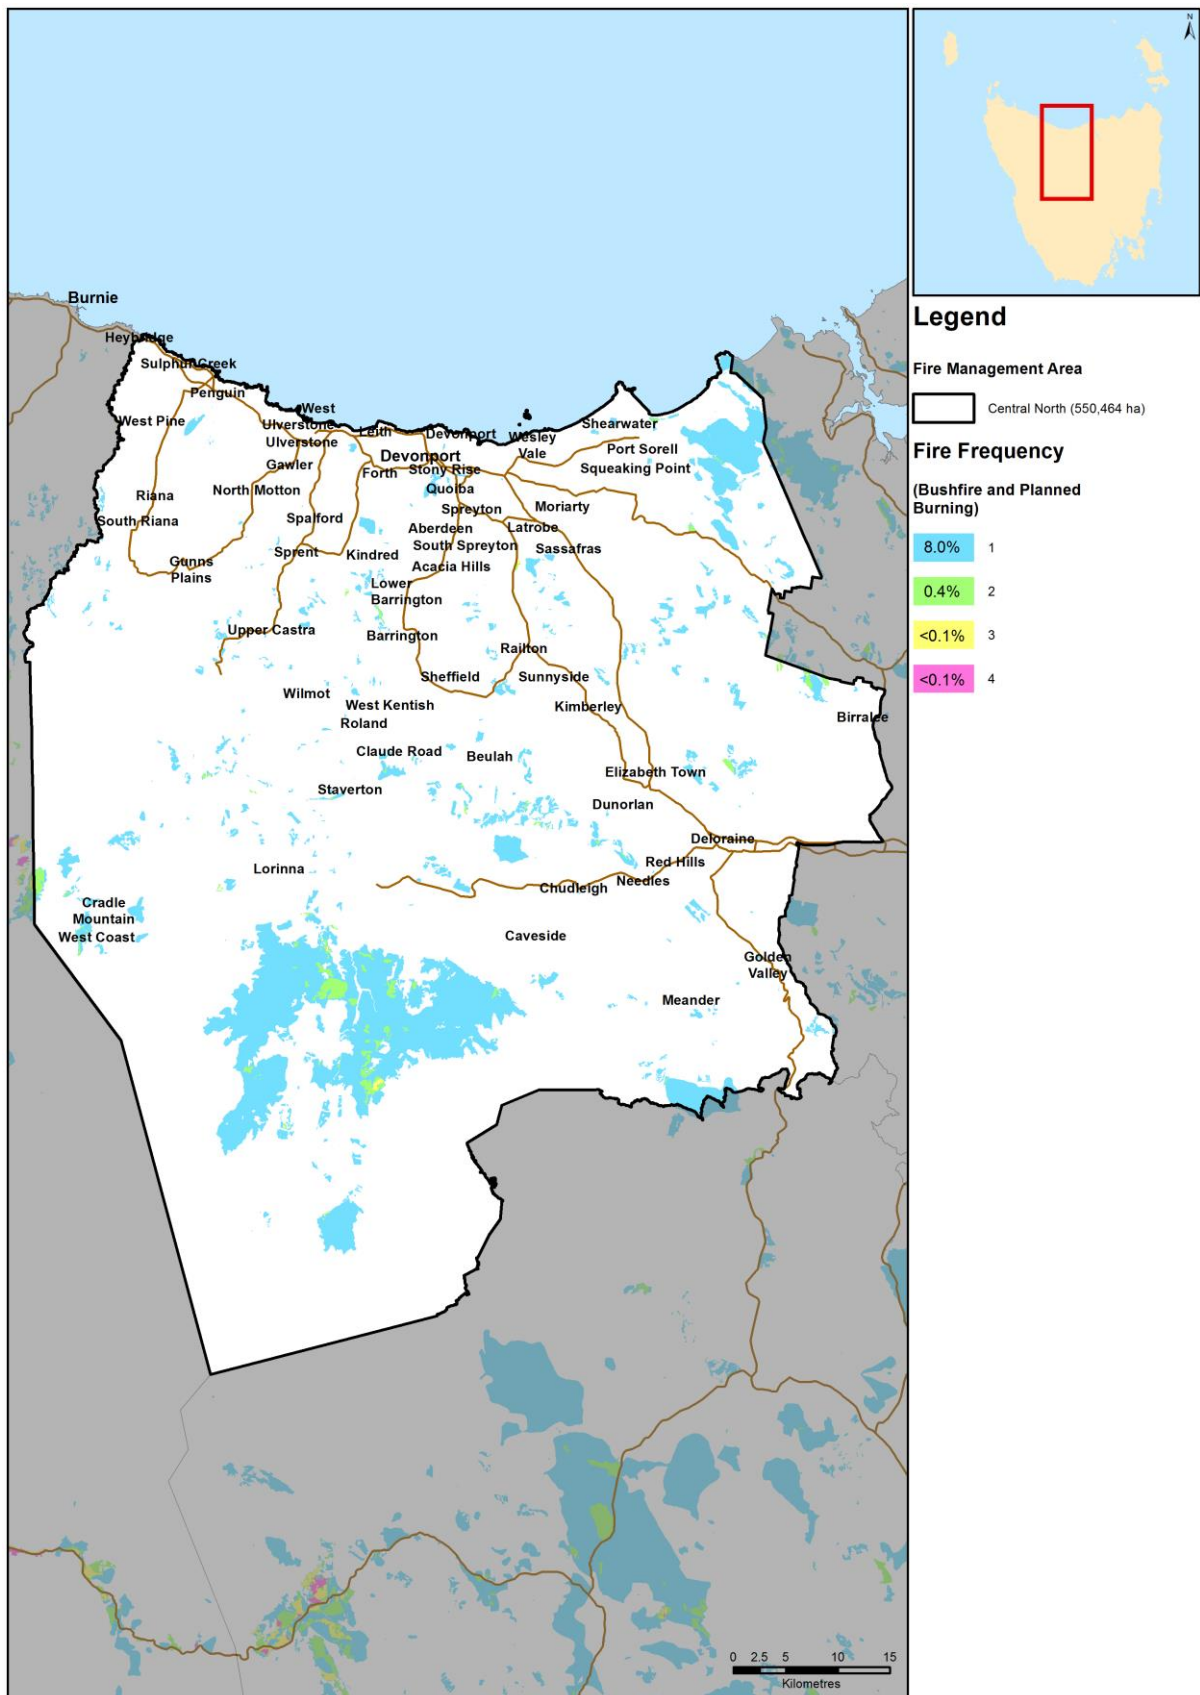 N
Burnie
Heybridge
Sulphur Creek
Penguin
West Pine
West
Ulverstone
Ulverstone
Leith
Devonport
Wesley
Vale
Shearwater
Port Sorell
Squeaking Point
Devonport
Gawler
Forth
Stony Rise
Riana
North Motton
Quoiba
Spreyton
Moriarty
South Riana
Spalford
Aberdeen
Latrobe
Sprent
Kindred
South Spreyton
Sassafras
Gunns
Plains
Acacia Hills
Lower
Barrington
Upper Castra
Barrington
Railton
Sheffield
Sunnyside
Wilmot
West Kentish
Kimberley
Roland
Birralee
Claude Road
Beulah
Elizabeth Town
Staverton
Dunorlan
Deloraine
Lorinna
Red Hills
Needles
Chudleigh
Cradle
Mountain
West Coast
Caveside
Golden
Valley
Meander
0 2.5 5 10 15
Kilometres
Legend
Fire Management Area
Central North (550,464 ha)
Fire Frequency
(Bushfire and Planned
Burning)
8.0% 1
0.4% 2
<0.1% 3
<0.1% 4